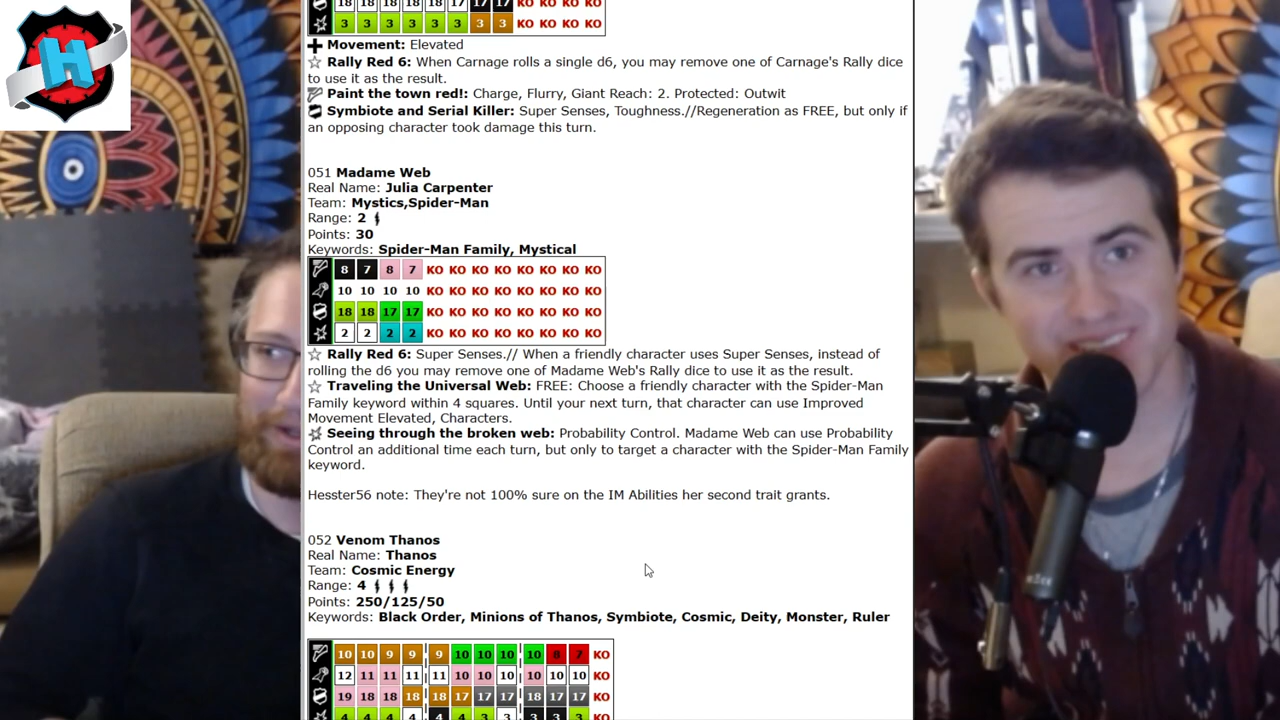 H
18 18 18 18 18 17 17 17 KO KO KO KO
3 3 3 3 3 3 3 3 KO KO KO KO
Movement: Elevated
☆ Rally Red 6: When Carnage rolls a single d6, you may remove one of Carnage's Rally dice
to use it as the result.
Paint the town red!: Charge, Flurry, Giant Reach: 2. Protected: Outwit
Symbiote and Serial Killer: Super Senses, Toughness.//Regeneration as FREE, but only if
an opposing character took damage this turn.
051 Madame Web
Real Name: Julia Carpenter
Team: Mystics,Spider-Man
Range: 2
Points: 30
Keywords: Spider-Man Family, Mystical
8 7 8 7 KO KO KO KO KO KO KO KO
10 10 10 10 KO KO KO KO KO KO KO KO
18 18 17 17 KO KO KO KO KO KO KO KO
2 2 2 2 KO KO KO KO KO KO KO KO
☆ Rally Red 6: Super Senses.// When a friendly character uses Super Senses, instead of
rolling the d6 you may remove one of Madame Web's Rally dice to use it as the result.
☆ Traveling the Universal Web: FREE: Choose a friendly character with the Spider-Man
Family keyword within 4 squares. Until your next turn, that character can use Improved
Movement Elevated, Characters.
Seeing through the broken web: Probability Control. Madame Web can use Probability
Control an additional time each turn, but only to target a character with the Spider-Man Family
keyword.
Hesster56 note: They're not 100% sure on the IM Abilities her second trait grants.
052 Venom Thanos
Real Name: Thanos
Team: Cosmic Energy
Range: 4
Points: 250/125/50
Keywords: Black Order, Minions of Thanos, Symbiote, Cosmic, Deity, Monster, Ruler
10 10 9 9 9 10 10 10 10 8 7 KO
12 11 11 11 11 10 10 10 10 10 10 KO
19 18 18 18 18 17 17 17 18 17 17 KO
4 4 4 4 4 4 3 3 3 3 3 KO